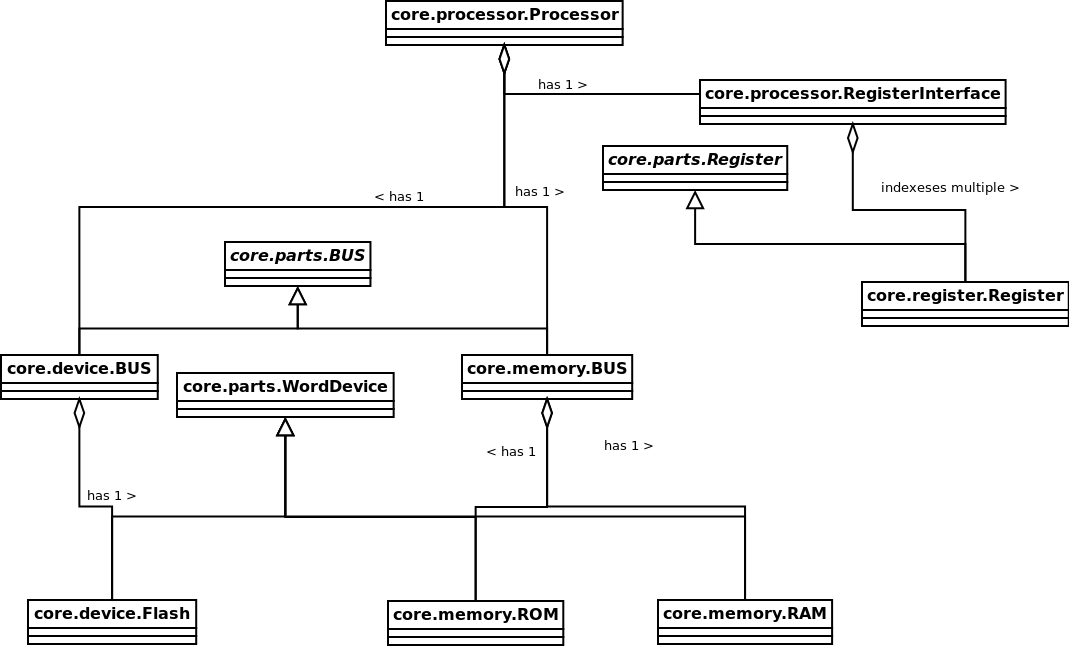 core.processor.Processor
has 1 >
core.processor.RegisterInterface
core.parts.Register
indexeses multiple >
< has 1
has 1 >
core.parts.BUS
core.register.Register
core.device.BUS
core.parts.WordDevice
core.memory.BUS
< has 1
has 1 >
has 1 >
core.device.Flash
core.memory.ROM
core.memory.RAM